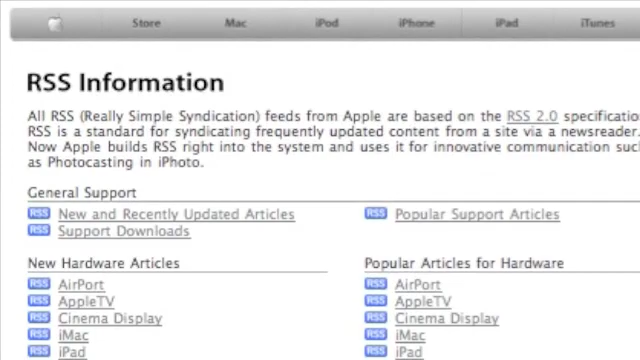 Store Mac iPod iPhone iPad iTunes
RSS Information
All RSS (Really Simple Syndication) feeds from Apple are based on the RSS 2.0
RSS is a standard for syndicating frequently updated content from a site via a newsreader.
Now Apple builds RSS right into the system and uses it for innovative communication
as Photocasting in iPhoto.
General Support
RSS New and Recently Updated Articles
RSS Support Downloads
RSS Popular Support Articles
New Hardware Articles
RSS AirPort
RSS AppleTV
RSS Cinema Display
RSS iMac
RSS iPad
Popular Articles for Hardware
RSS AirPort
RSS AppleTV
RSS Cinema Display
RSS iMac
RSS iPad